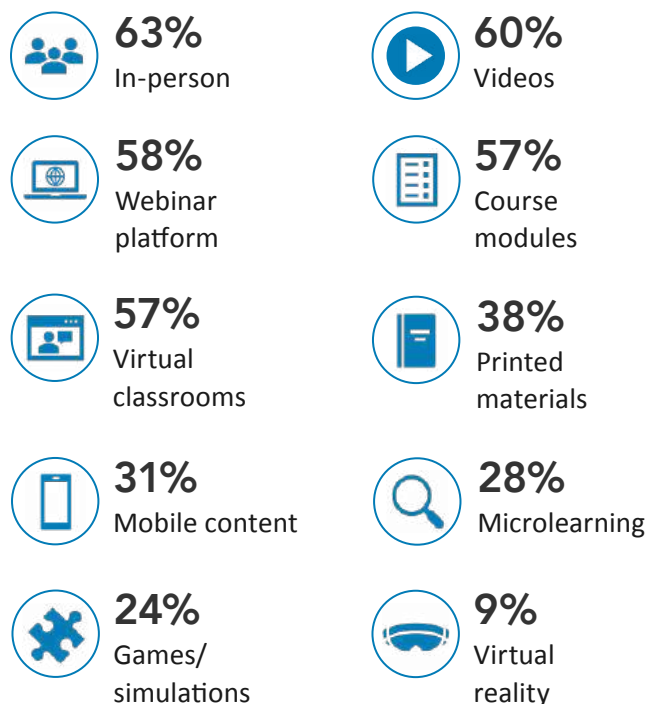 63%
In-person
60%
Videos
58%
Webinar
platform
57%
Course
modules
57%
Virtual
classrooms
38%
Printed
materials
31%
Mobile content
28%
Microlearning
24%
Games/
simulations
9%
Virtual
reality